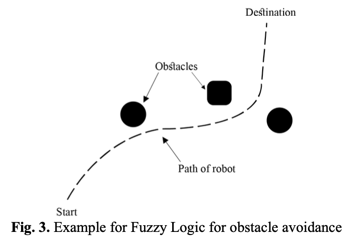 Destination
Obstacles
Path of robot
Start
Fig. 3. Example for Fuzzy Logic for obstacle avoidance